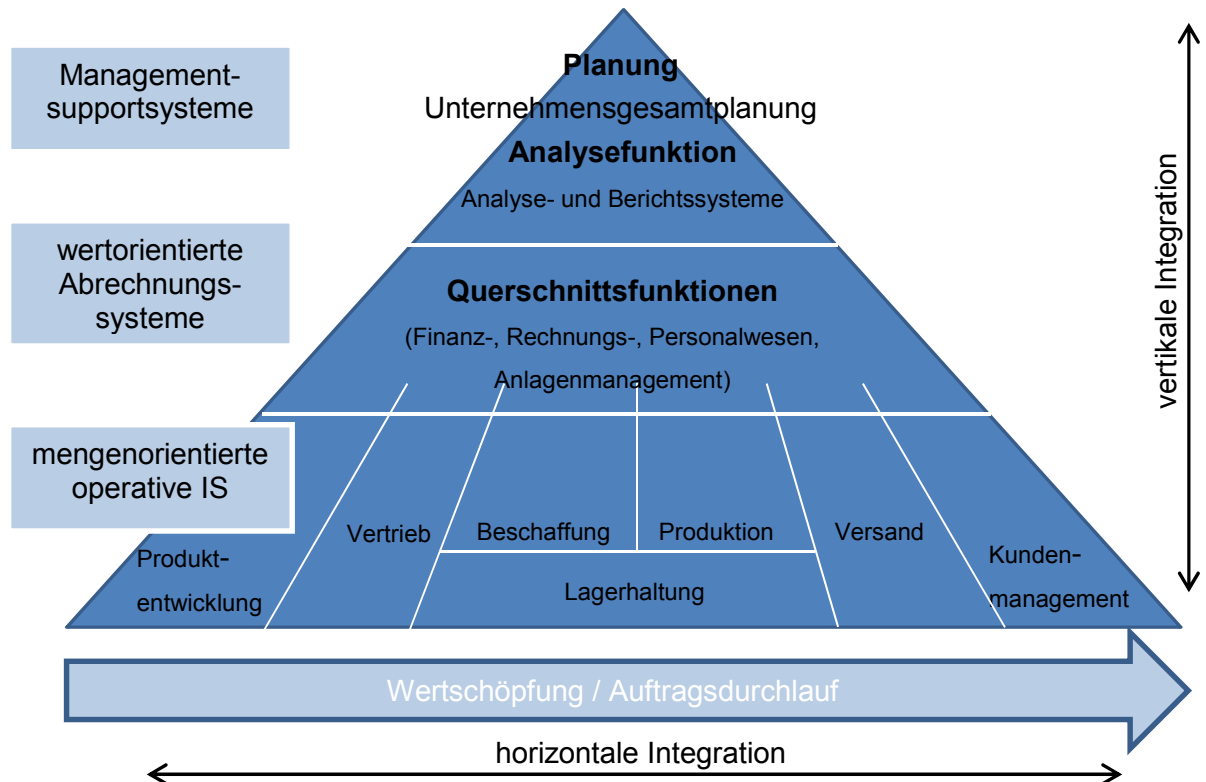 Management-
supportsysteme
Planung
Unternehmensgesamtplanung
Analysefunktion
Analyse- und Berichtssysteme
wertorientierte
Abrechnungs-
systeme
Querschnittsfunktionen
(Finanz-, Rechnungs-, Personalwesen,
Anlagenmanagement)
mengenorientierte
operative IS
Produkt-
entwicklung
Vertrieb
Beschaffung
Produktion
Lagerhaltung
Versand
Kunden-
management
vertikale Integration
Wertschöpfung / Auftragsdurchlauf
horizontale Integration